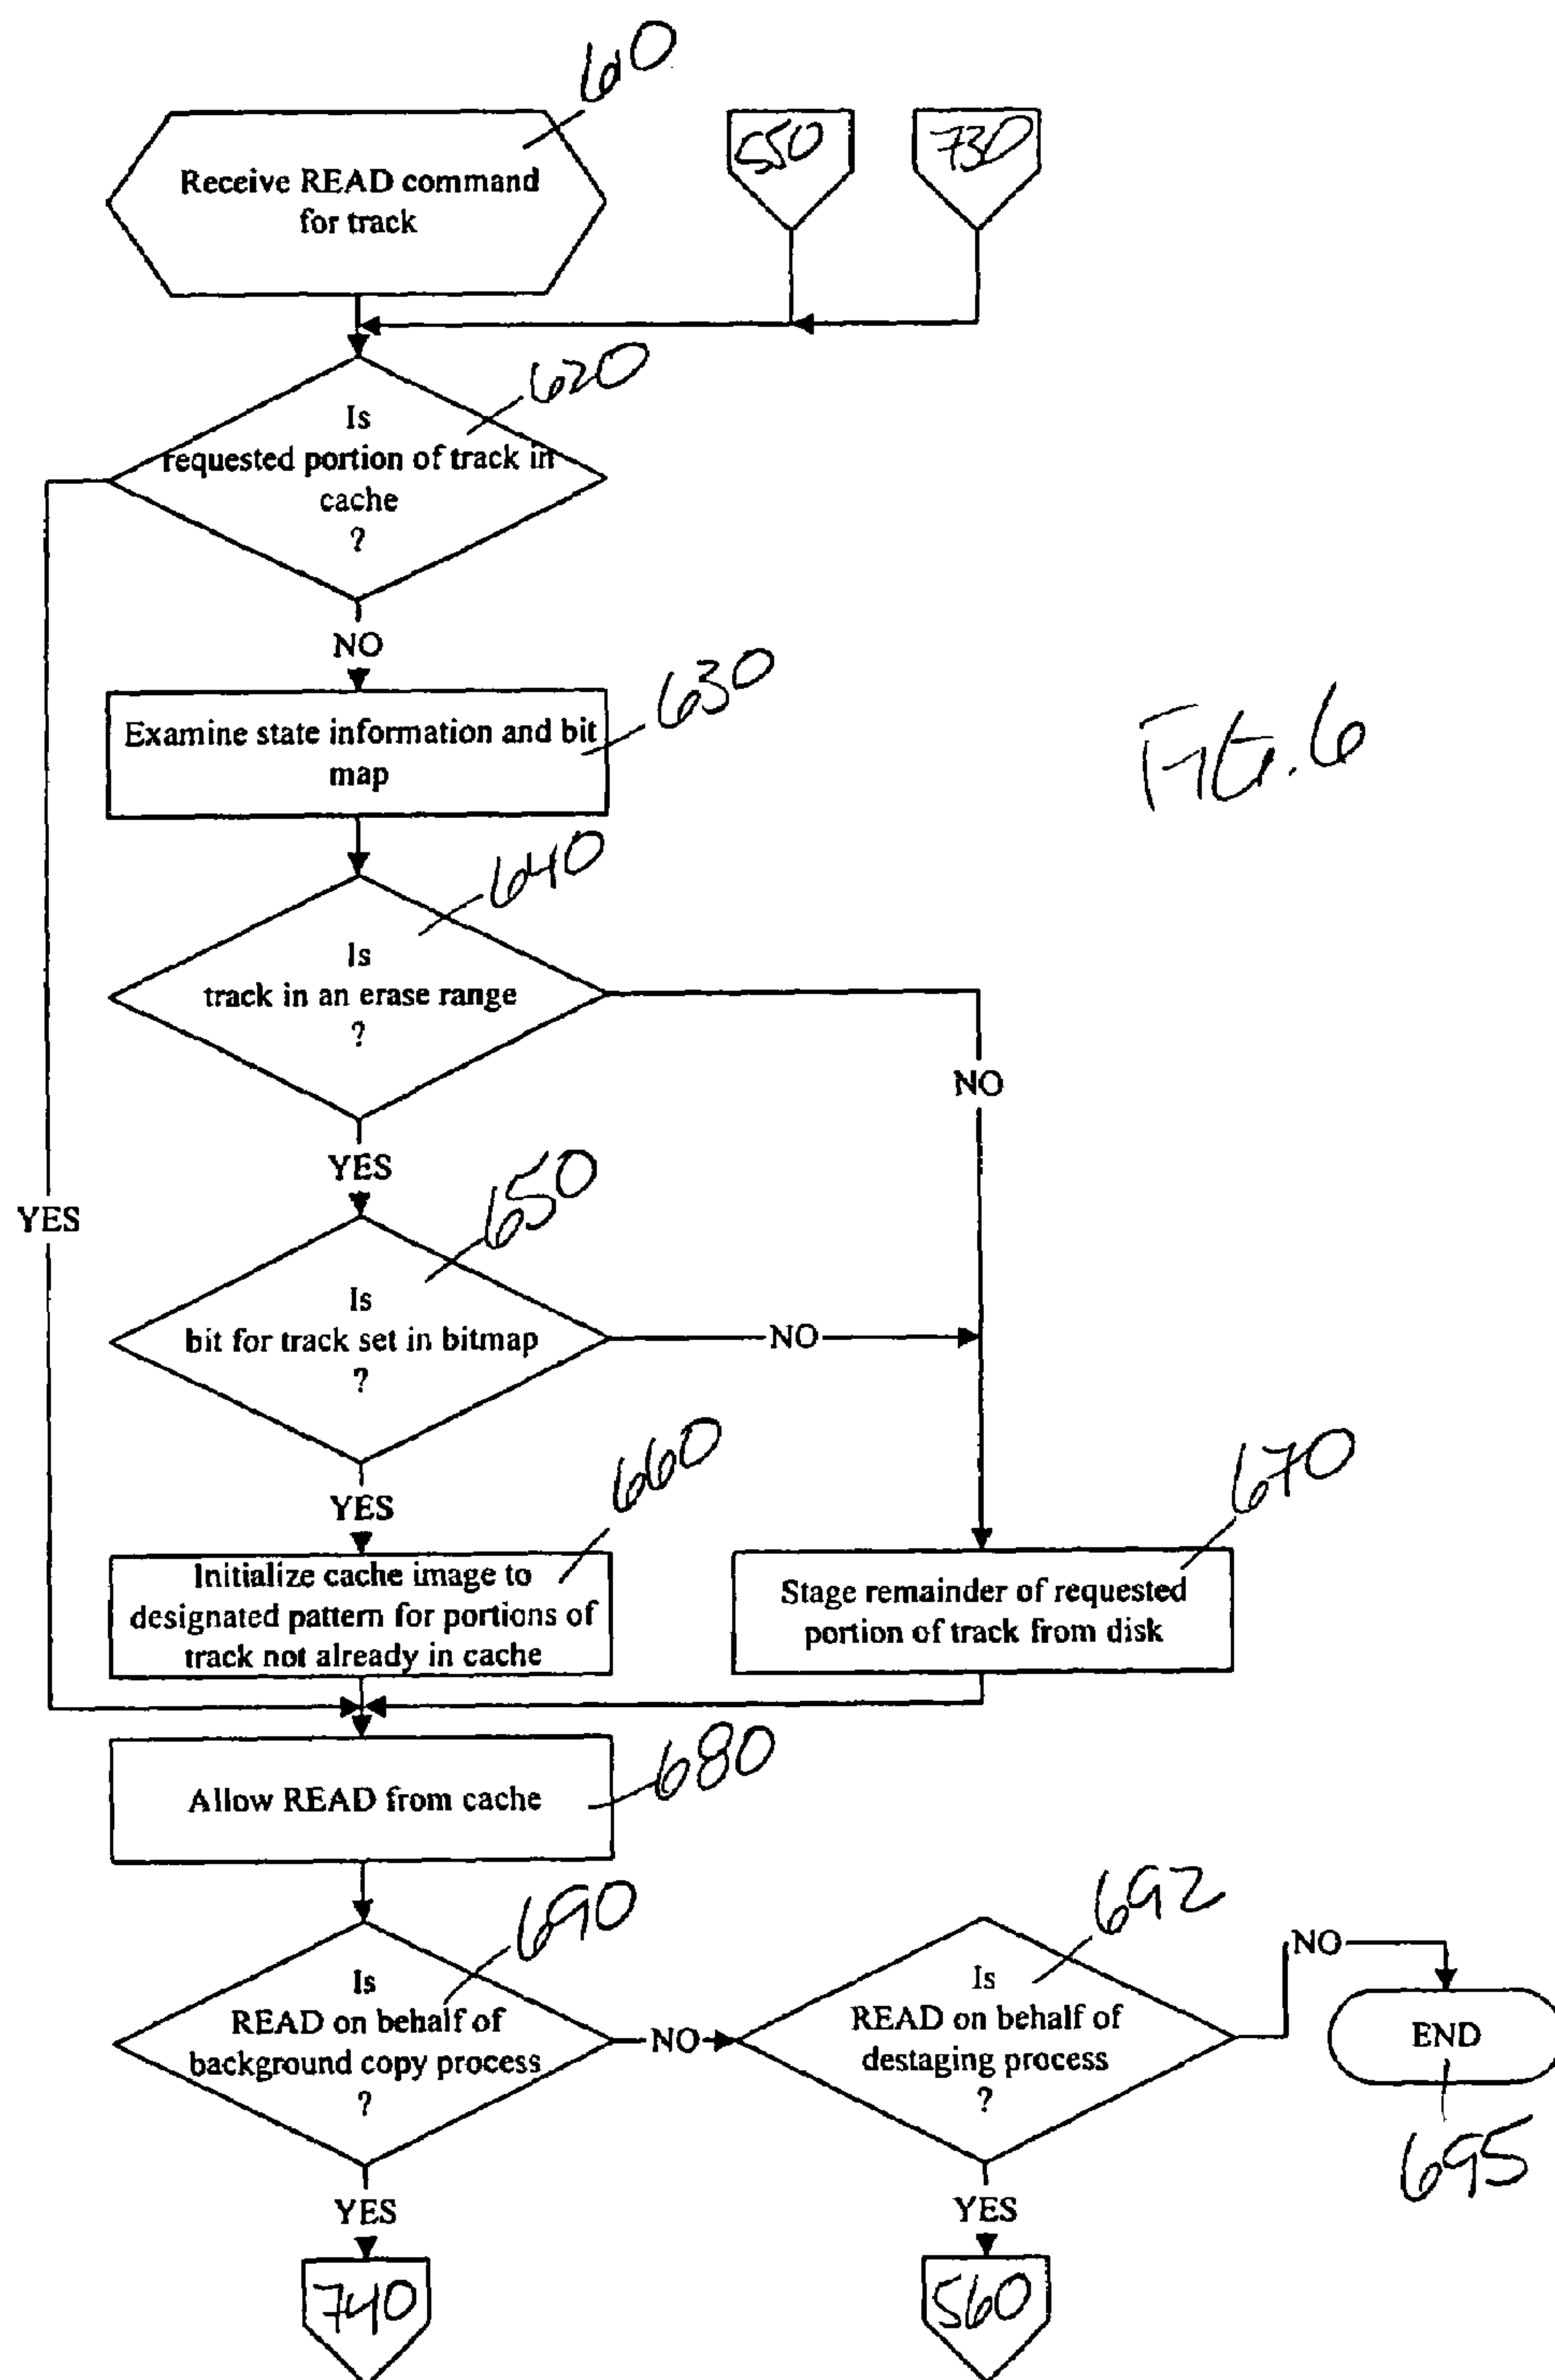 610
Receive READ command
for track
550
730
620
Is
requested portion of track in
cache
?
NO
630
Examine state information and bit
map
FIG. 6
640
Is
track in an erase range
?
NO
YES
650
YES
Is
bit for track set in bitmap
?
NO
YES
660
670
Initialize cache image to
designated pattern for portions of
track not already in cache
Stage remainder of requested
portion of track from disk
680
Allow READ from cache
690
692
Is
READ on behalf of
background copy process
?
NO
Is
READ on behalf of
destaging process
?
NO
END
695
YES
YES
740
560